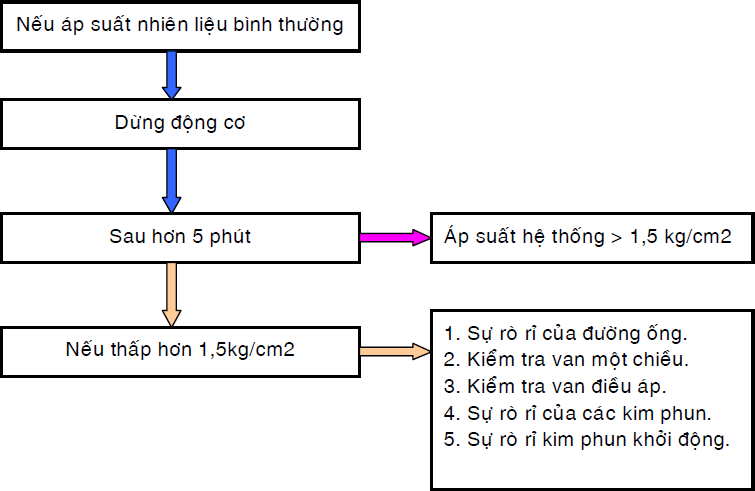 Nếu áp suất nhiên liệu bình thường
Dừng động cơ
Sau hơn 5 phút
Áp suất hệ thống > 1,5 kg/cm2
Nếu thấp hơn 1,5kg/cm2
1. Sự rò rỉ của đường ống.
2. Kiểm tra van một chiều.
3. Kiểm tra van điều áp.
4. Sự rò rỉ của các kim phun.
5. Sự rò rỉ kim phun khởi động.